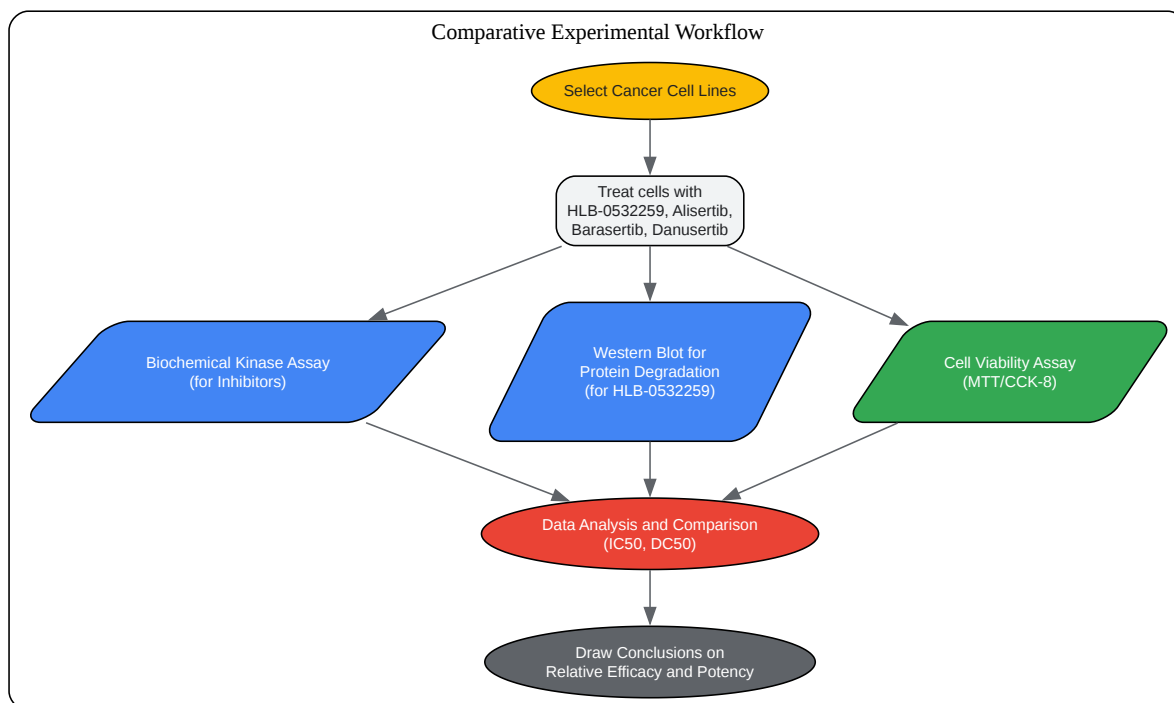 Comparative Experimental Workflow
Select Cancer Cell Lines
Treat cells with
HLB-0532259, Alisertib,
Barasertib, Danusertib
Biochemical Kinase Assay
(for Inhibitors)
Western Blot for
Protein Degradation
(for HLB-0532259)
Cell Viability Assay
(MTT/CCK-8)
Data Analysis and Comparison
(IC50, DC50)
Draw Conclusions on
Relative Efficacy and Potency